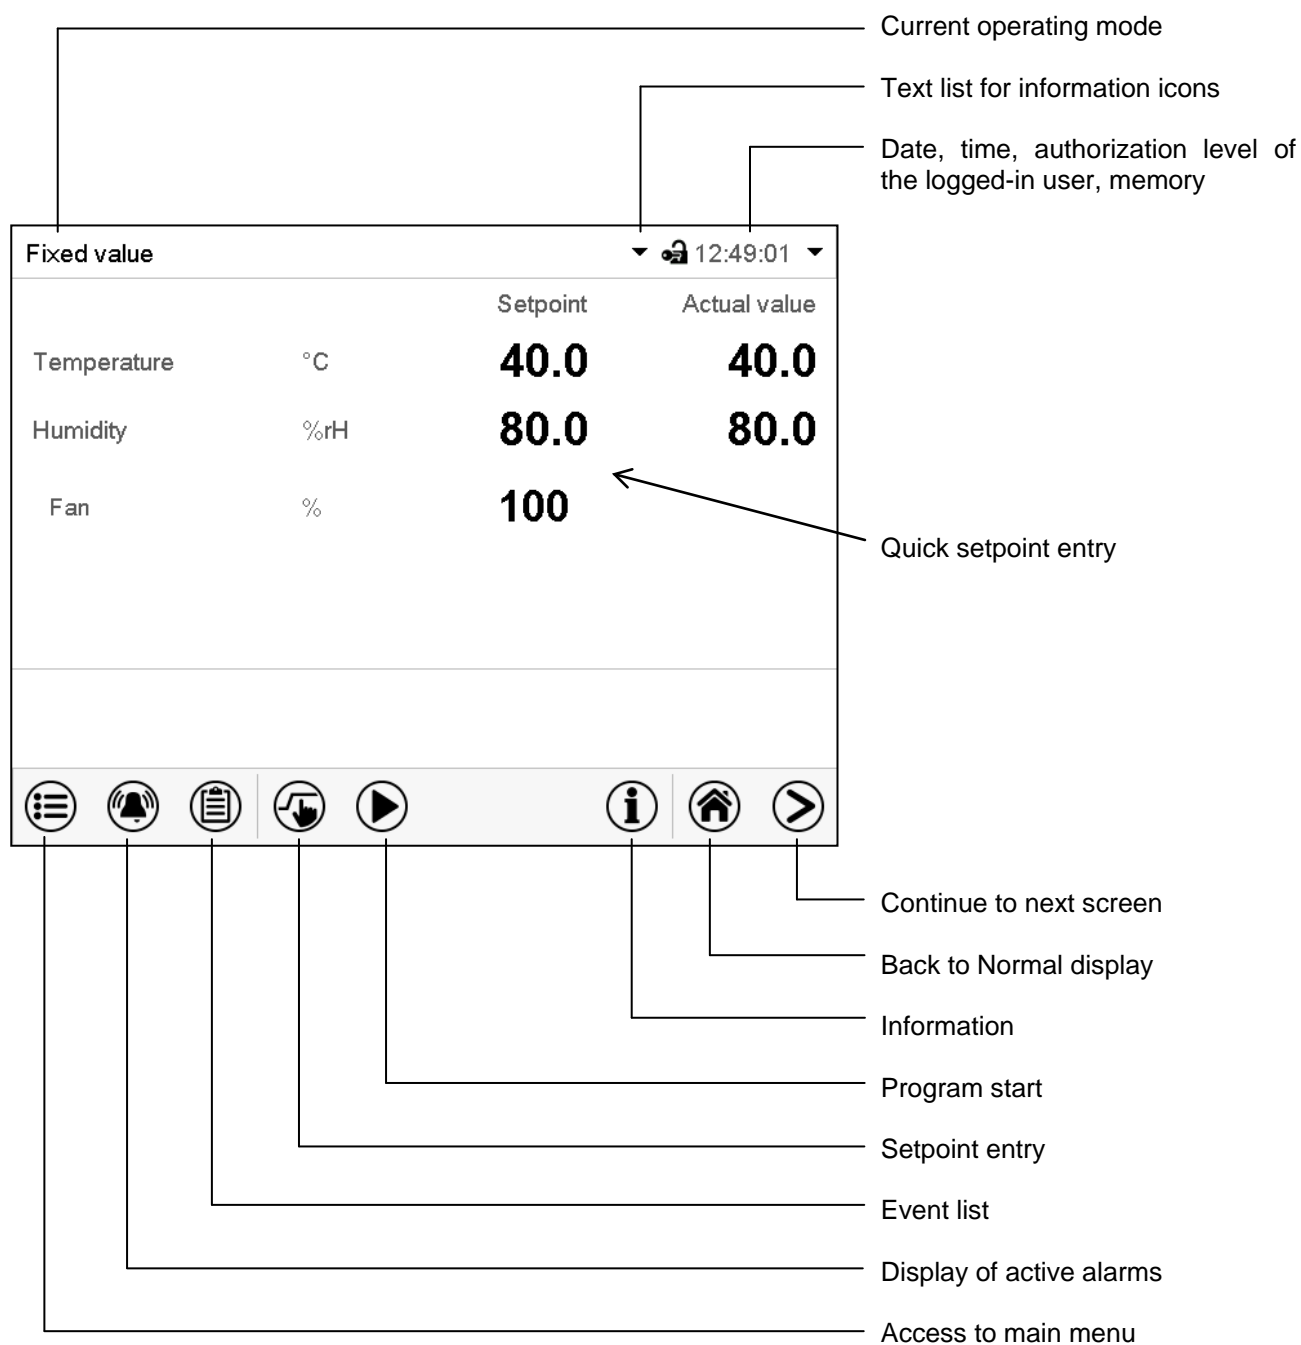 Current operating mode
Text list for information icons
Date, time, authorization level of
the logged-in user, memory
Fixed value
12:49:01
Setpoint Actual value
Temperature °C 40.0 40.0
Humidity %rH 80.0 80.0
Fan % 100
Quick setpoint entry
Continue to next screen
Back to Normal display
Information
Program start
Setpoint entry
Event list
Display of active alarms
Access to main menu